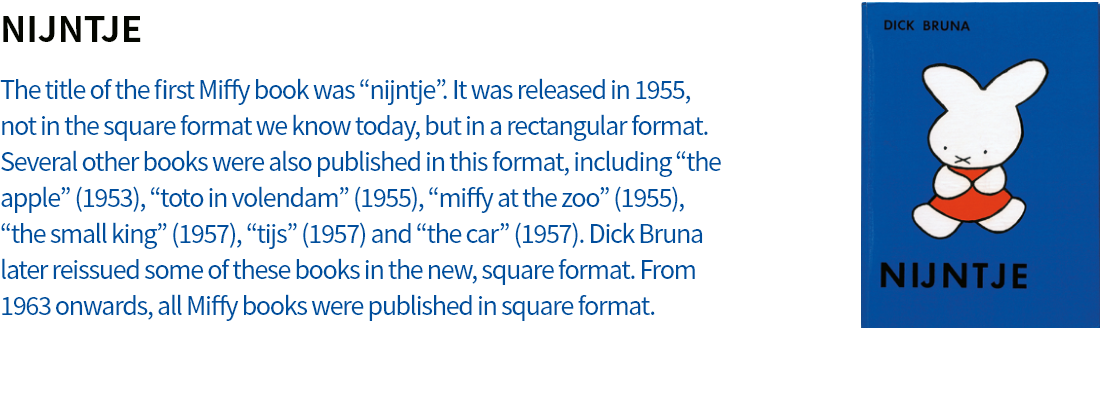 NIJNTJE
The title of the first Miffy book was “nijntje”. It was released in 1955,
not in the square format we know today, but in a rectangular format.
Several other books were also published in this format, including “the
apple” (1953), “toto in volendam” (1955), “miffy at the zoo” (1955),
“the small king” (1957), “tijs” (1957) and “the car” (1957). Dick Bruna
later reissued some of these books in the new, square format. From
1963 onwards, all Miffy books were published in square format.
DICK BRUNA
NIJNTJE